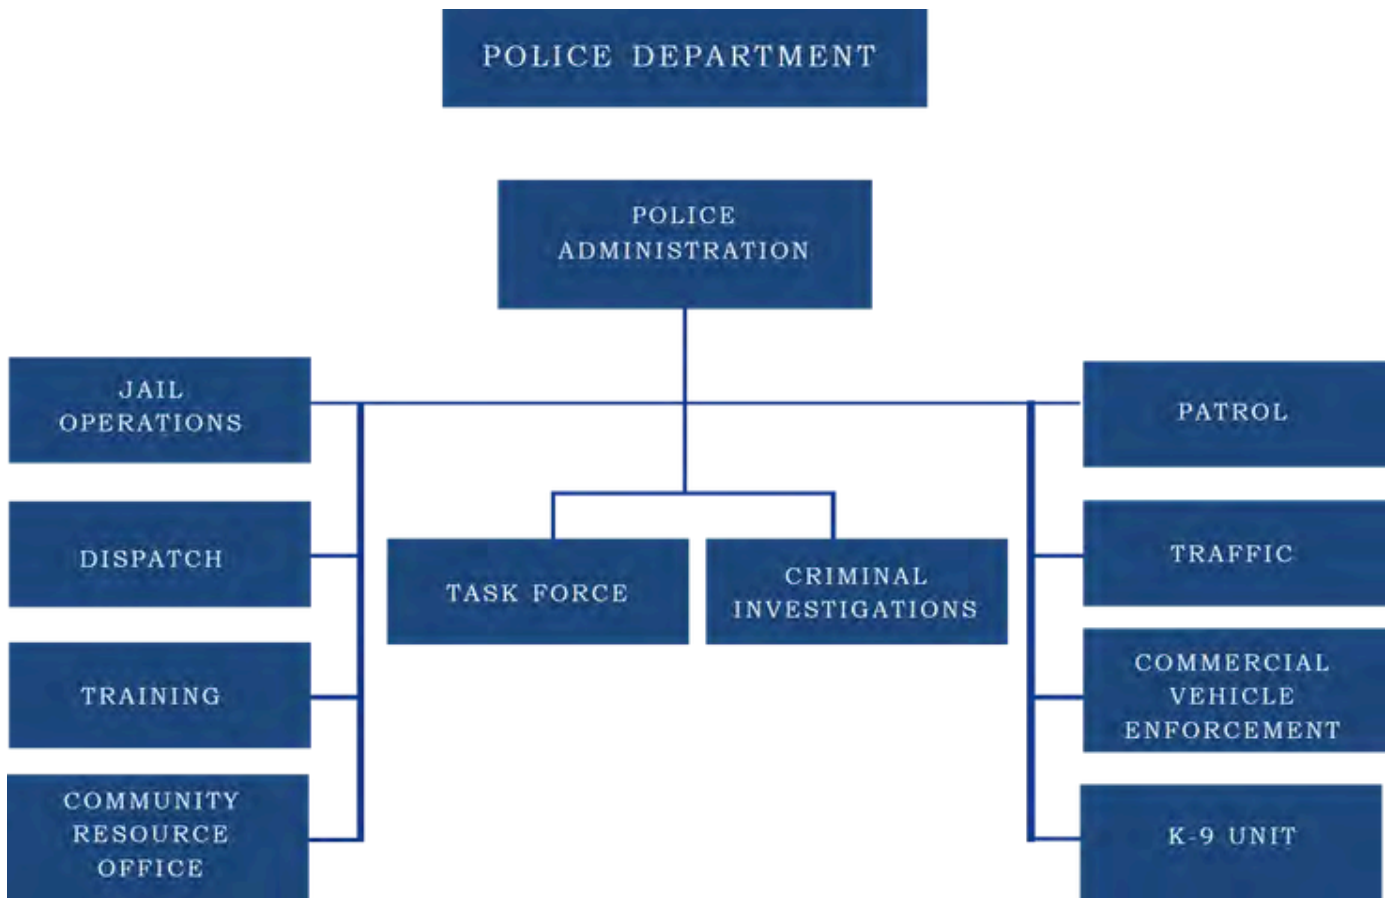 POLICE DEPARTMENT
POLICE
ADMINISTRATION
JAIL
OPERATIONS
PATROL
DISPATCH
TASK FORCE
CRIMINAL
INVESTIGATIONS
TRAFFIC
TRAINING
COMMERCIAL
VEHICLE
ENFORCEMENT
COMMUNITY
RESOURCE
OFFICE
K-9 UNIT